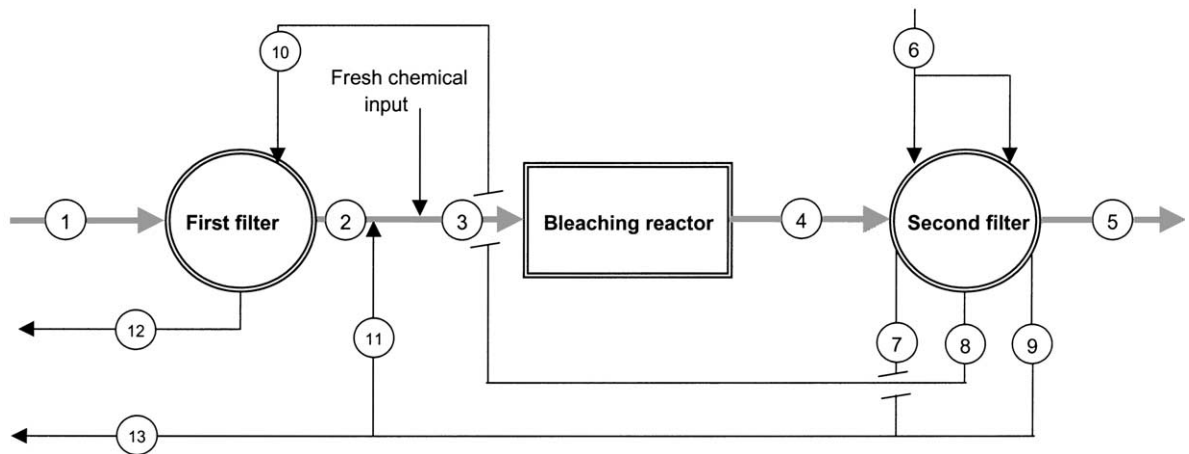 10
6
Fresh chemical
input
1
First filter
2
3
Bleaching reactor
4
Second filter
5
12
11
7
8
9
13